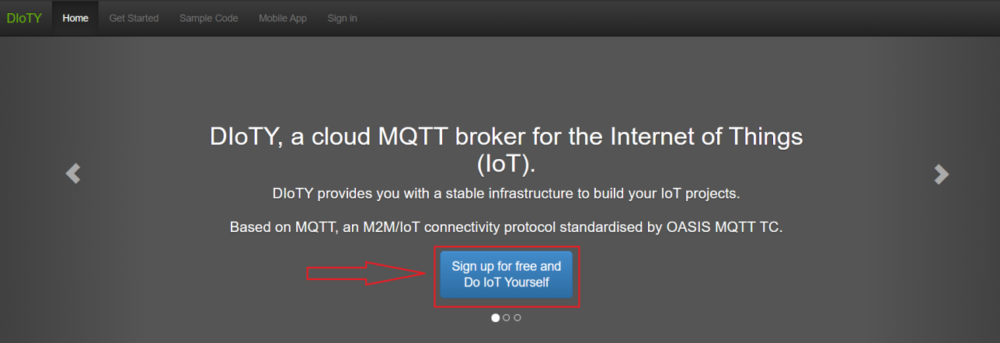 DIoTY Home Get Started Sample Code Mobile App Sign in
DIoTY, a cloud MQTT broker for the Internet of Things
(IoT).
DIoTY provides you with a stable infrastructure to build your IoT projects.
Based on MQTT, an M2M/IoT connectivity protocol standardised by OASIS MQTT TC.
Sign up for free and
Do IoT Yourself